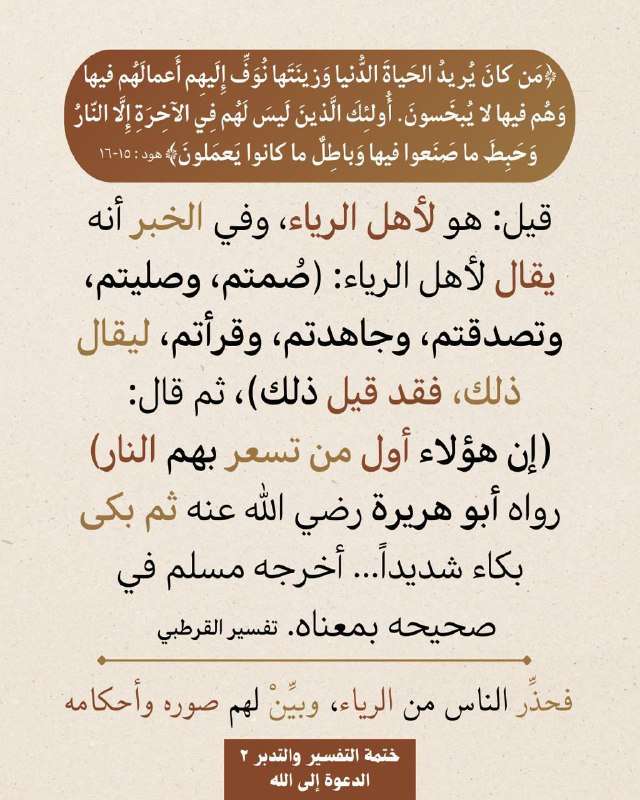 ﴿مَن كانَ يُريدُ الحَياةَ الدُّنيا وَزينَتَها نُوَفِّ إِلَيهِم أَعمالَهُم فيها
وَهُم فيها لا يُبخَسونَ. أُولئِكَ الَّذينَ لَيسَ لَهُم فِي الآخِرَةِ إِلَّا النّارُ
وَحَبِطَ ما صَنَعوا فيها وَباطِلٌ ما كانوا يَعمَلونَ﴾ هود : ١٥-١٦
قيل: هو لأهل الرياء، وفي الخبر أنه
يقال لأهل الرياء: (صُمتم، وصليتم،
وتصدقتم، وجاهدتم، وقرأتم، ليقال
ذلك، فقد قيل ذلك)، ثم قال:
(إن هؤلاء أول من تسعر بهم النار)
رواه أبو هريرة رضي الله عنه ثم بكى
بكاء شديداً... أخرجه مسلم في
صحيحه بمعناه. تفسير القرطبي
فحذِّر الناس من الرياء، وبيِّنْ لهم صوره وأحكامه
ختمة التفسير والتدبر ٢
الدعوة إلى الله